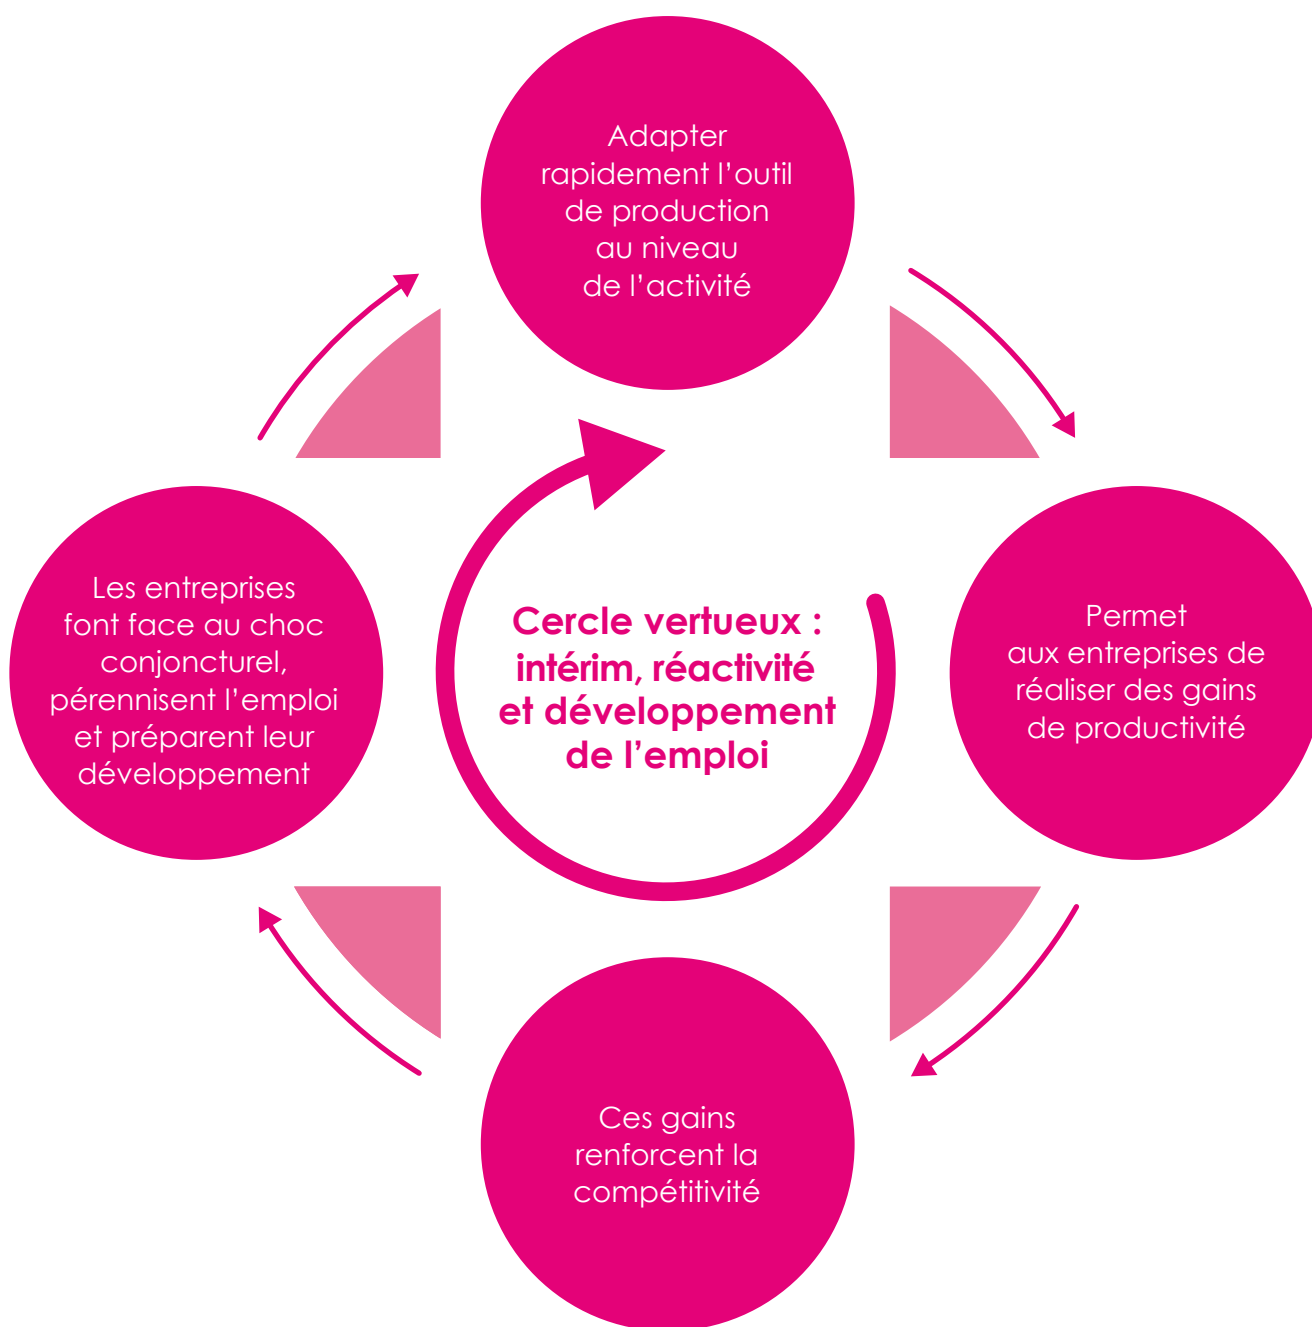 Adapter
rapidement l’outil
de production
au niveau
de l’activité
Les entreprises
font face au choc
conjoncturel,
pérennisent l’emploi
et préparent leur
développement
Cercle vertueux :
intérim, réactivité
et développement
de l’emploi
Permet
aux entreprises de
réaliser des gains
de productivité
Ces gains
renforcent la
compétitivité